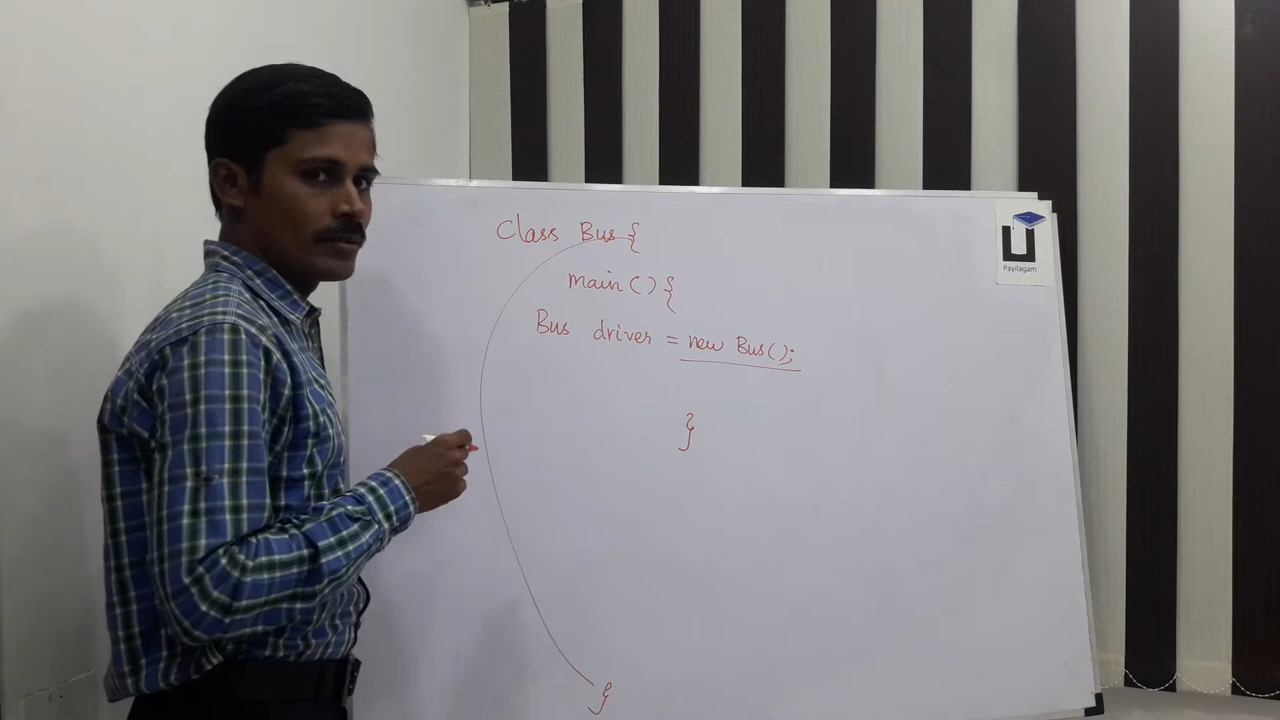 Class Bus {
main() {
Bus driver = new Bus();
}
}
Payilagam